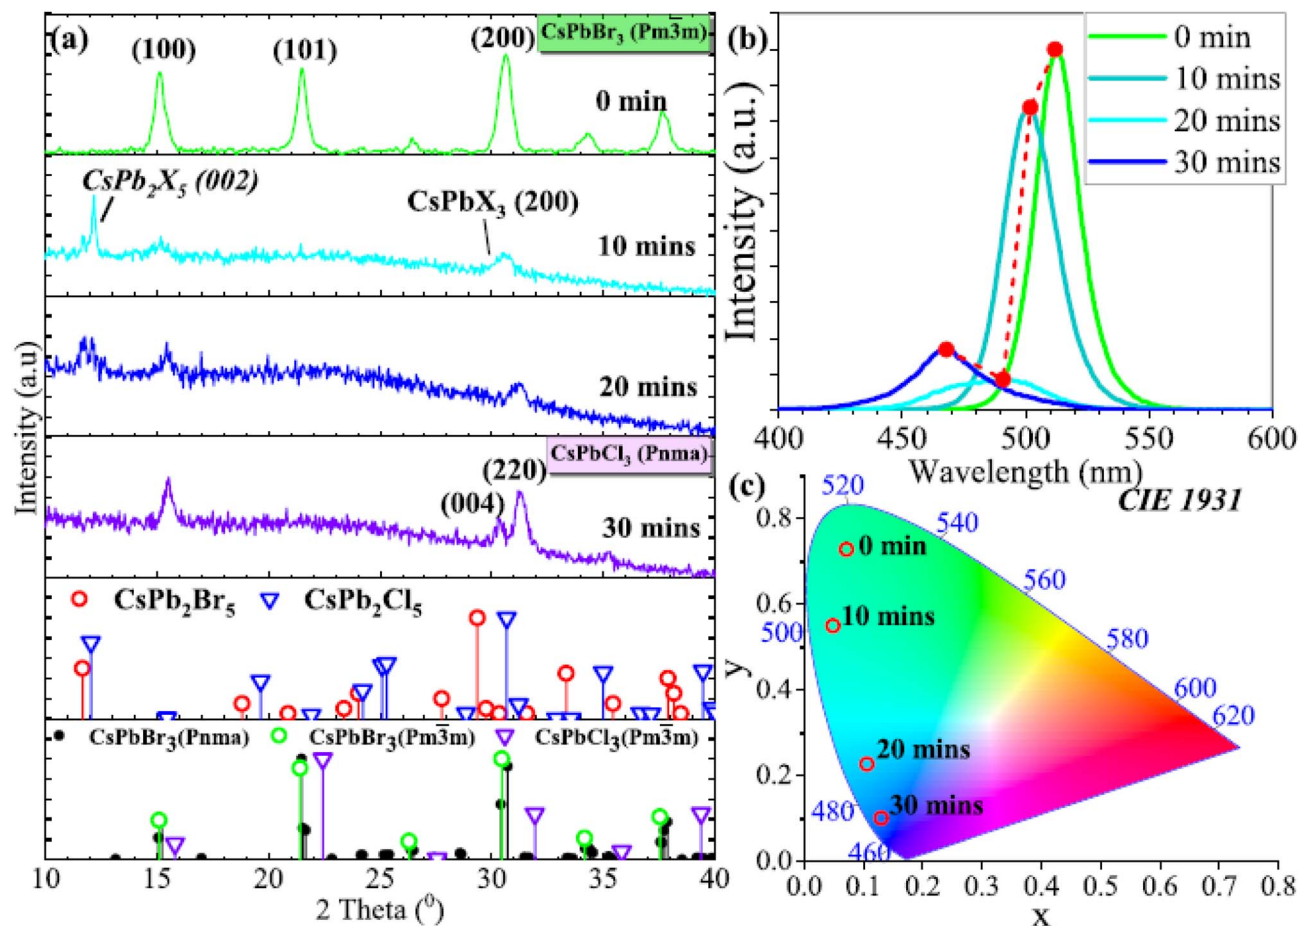 (a)
CsPbBr3 (Pm3̅m)
(100)
(101)
(200)
0 min
CsPb2X5 (002)
CsPbX3 (200)
10 mins
20 mins
CsPbCl3 (Pnma)
(220)
(004)
30 mins
CsPb2Br5
CsPb2Cl5
CsPbBr3(Pnma)
CsPbBr3(Pm3̅m)
CsPbCl3(Pm3̅m)
Intensity (a.u)
10 15 20 25 30 35 40
2 Theta (0)
(b)
0 min
10 mins
20 mins
30 mins
Intensity (a.u.)
400 450 500 550 600
Wavelength (nm)
(c)
CIE 1931
520
540
560
580
600
620
500
480
460
0 min
10 mins
20 mins
30 mins
0.8
0.6
0.4
0.2
0.0
y
0.0 0.1 0.2 0.3 0.4 0.5 0.6 0.7 0.8
x